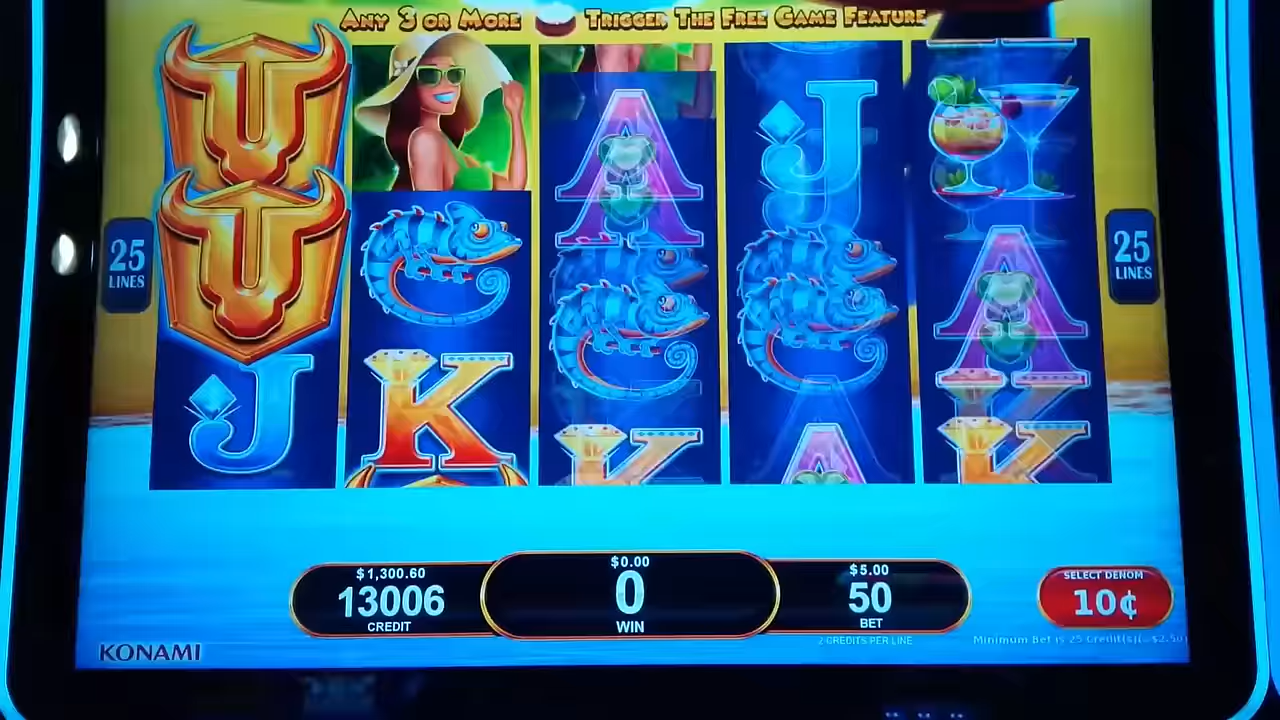 ANY 3 OR MORE TRIGGER THE FREE GAME FEATURE
J
25
LINES
25
LINES
A
J
K
A
K
A
K
$1,300.60
13006
CREDIT
$0.00
0
WIN
$5.00
50
BET
2 CREDITS PER LINE
SELECT DENOM
10¢
Minimum Bet is 25 Credit(s)(=$2.50)
KONAMI